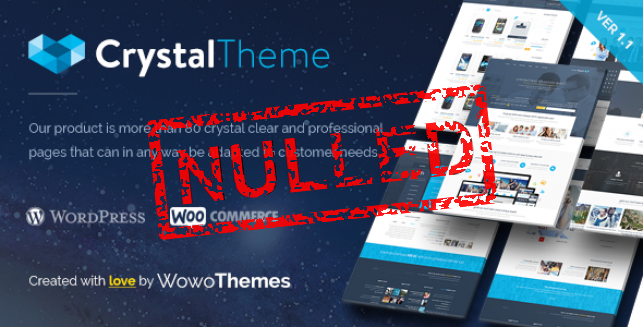 VER 1.1
CrystalTheme
Our product is more than 80 crystal clear and professional
pages that can in any way be adapted to customer needs.
NULLED
WORDPRESS
WOO COMMERCE
Created with love by WowoThemes